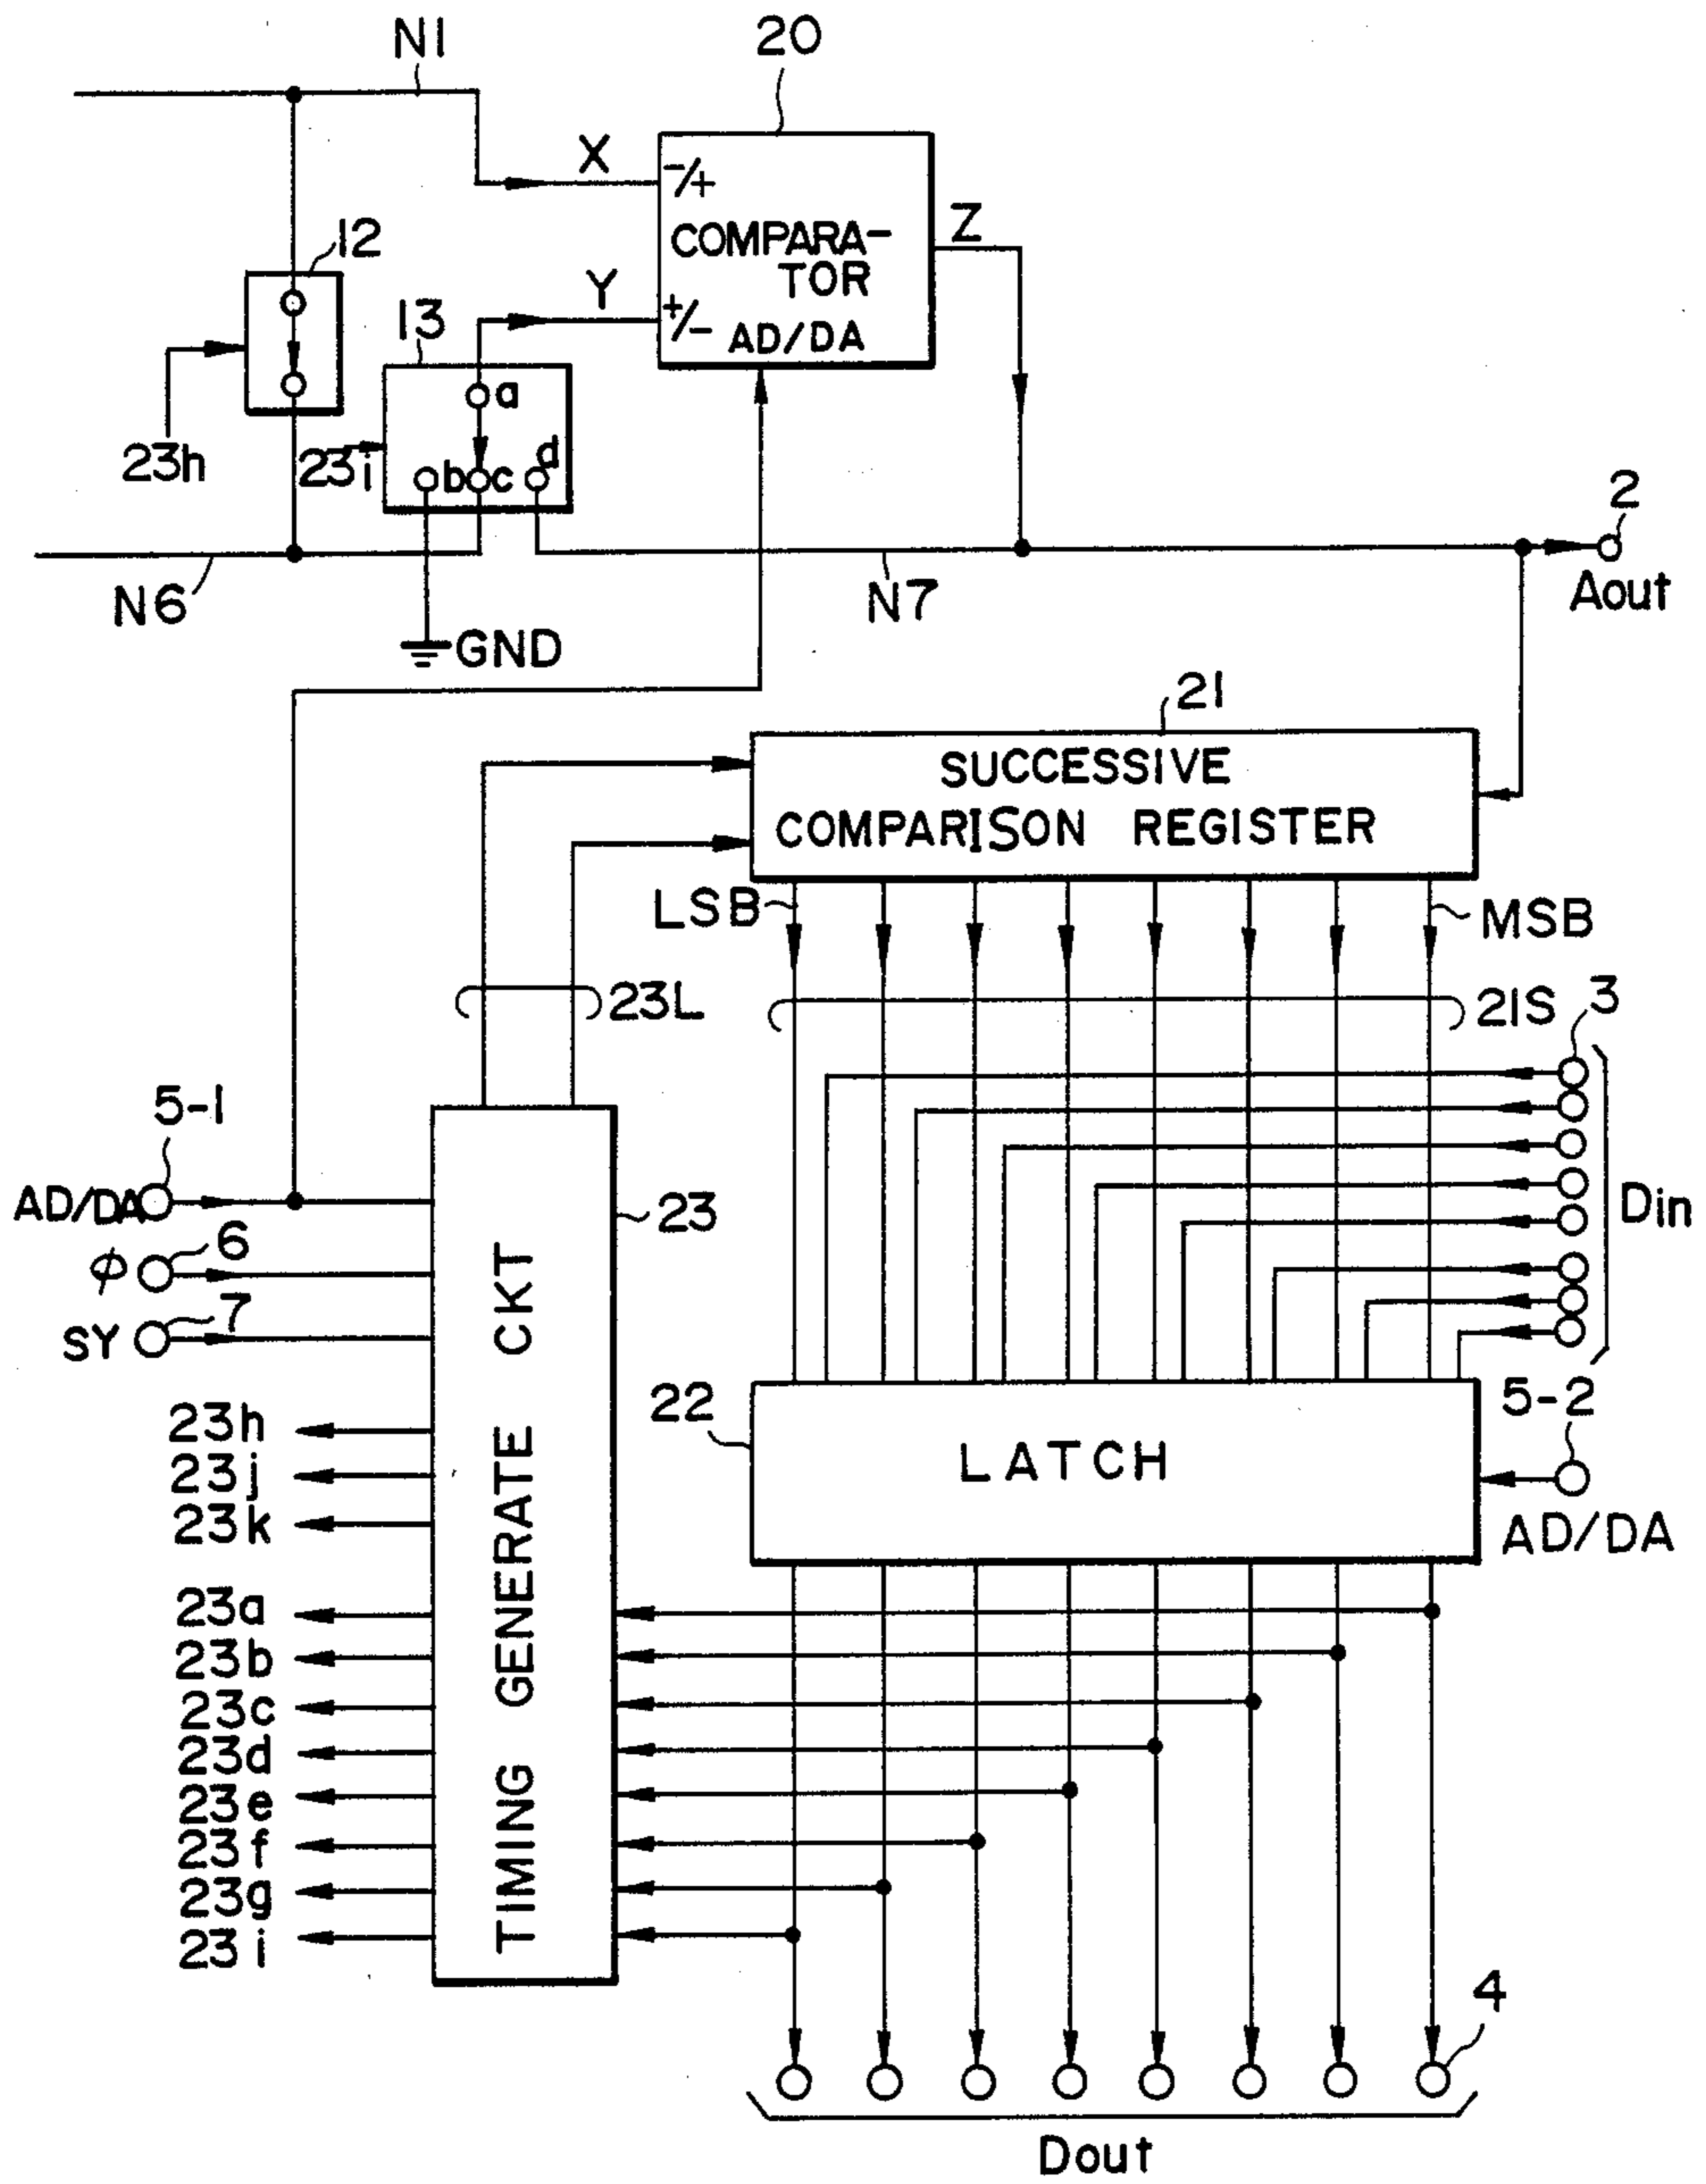 N1
20
X
-/+
COMPARA-
TOR
Z
12
Y
+/-
AD/DA
13
a
23h
23i
b
c
d
2
N6
N7
Aout
GND
21
SUCCESSIVE
COMPARISON REGISTER
LSB
MSB
23L
21S
3
5-1
AD/DA
23
Din
φ
6
SY
7
TIMING GENERATE CKT
22
LATCH
5-2
AD/DA
23h
23j
23k
23a
23b
23c
23d
23e
23f
23g
23i
4
Dout